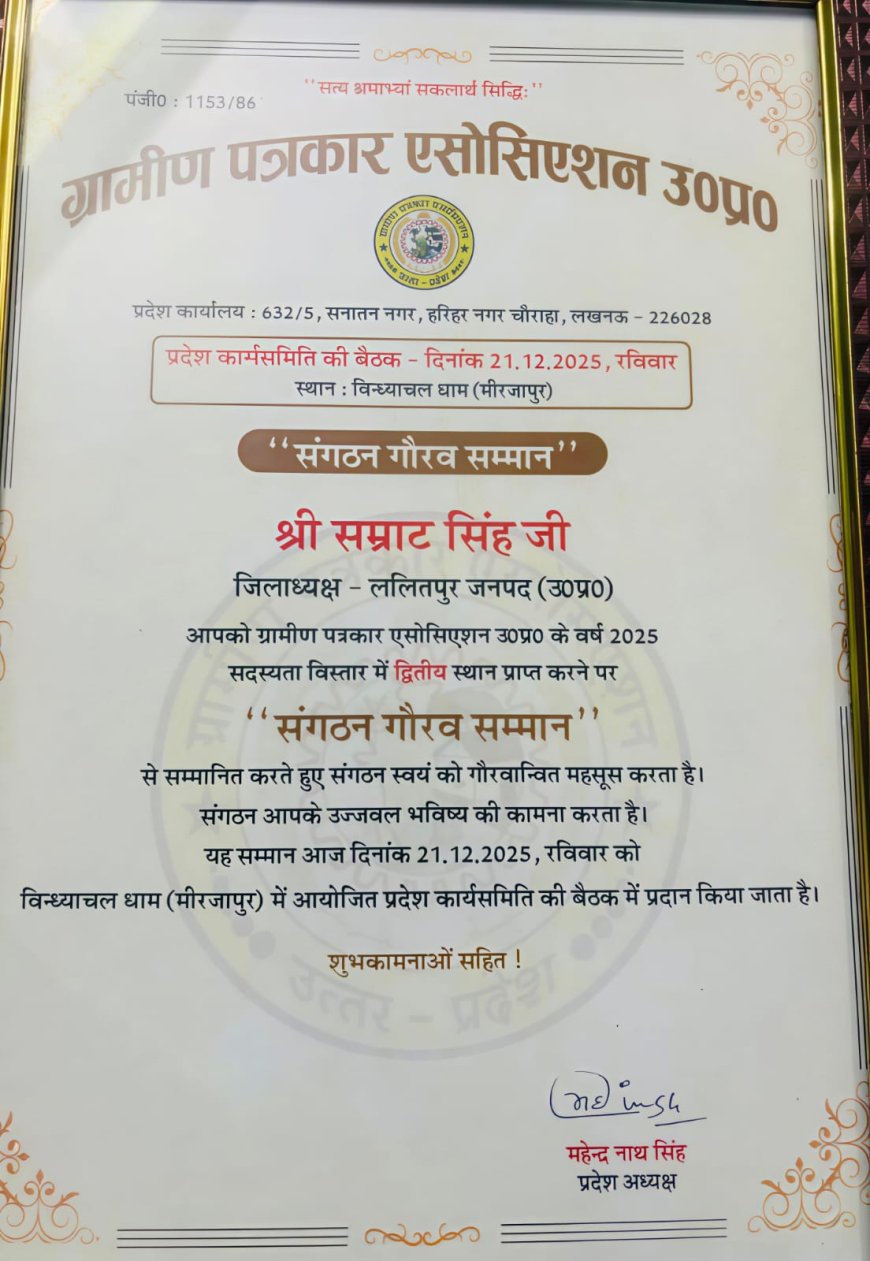 "सत्य श्रमाभ्यां सकलार्थ सिद्धिः"
पंजी0 : 1153/86
ग्रामीण पत्रकार एसोसिएशन उ0प्र0
प्रदेश कार्यालय : 632/5, सनातन नगर, हरिहर नगर चौराहा, लखनऊ - 226028
प्रदेश कार्यसमिति की बैठक - दिनांक 21.12.2025, रविवार
स्थान : विन्ध्याचल धाम (मीरजापुर)
"संगठन गौरव सम्मान"
श्री सम्राट सिंह जी
जिलाध्यक्ष - ललितपुर जनपद (उ0प्र0)
आपको ग्रामीण पत्रकार एसोसिएशन उ0प्र0 के वर्ष 2025
सदस्यता विस्तार में द्वितीय स्थान प्राप्त करने पर
"संगठन गौरव सम्मान"
से सम्मानित करते हुए संगठन स्वयं को गौरवान्वित महसूस करता है।
संगठन आपके उज्जवल भविष्य की कामना करता है।
यह सम्मान आज दिनांक 21.12.2025, रविवार को
विन्ध्याचल धाम (मीरजापुर) में आयोजित प्रदेश कार्यसमिति की बैठक में प्रदान किया जाता है।
शुभकामनाओं सहित !
उत्तर - प्रदेश
महेन्द्र नाथ सिंह
प्रदेश अध्यक्ष